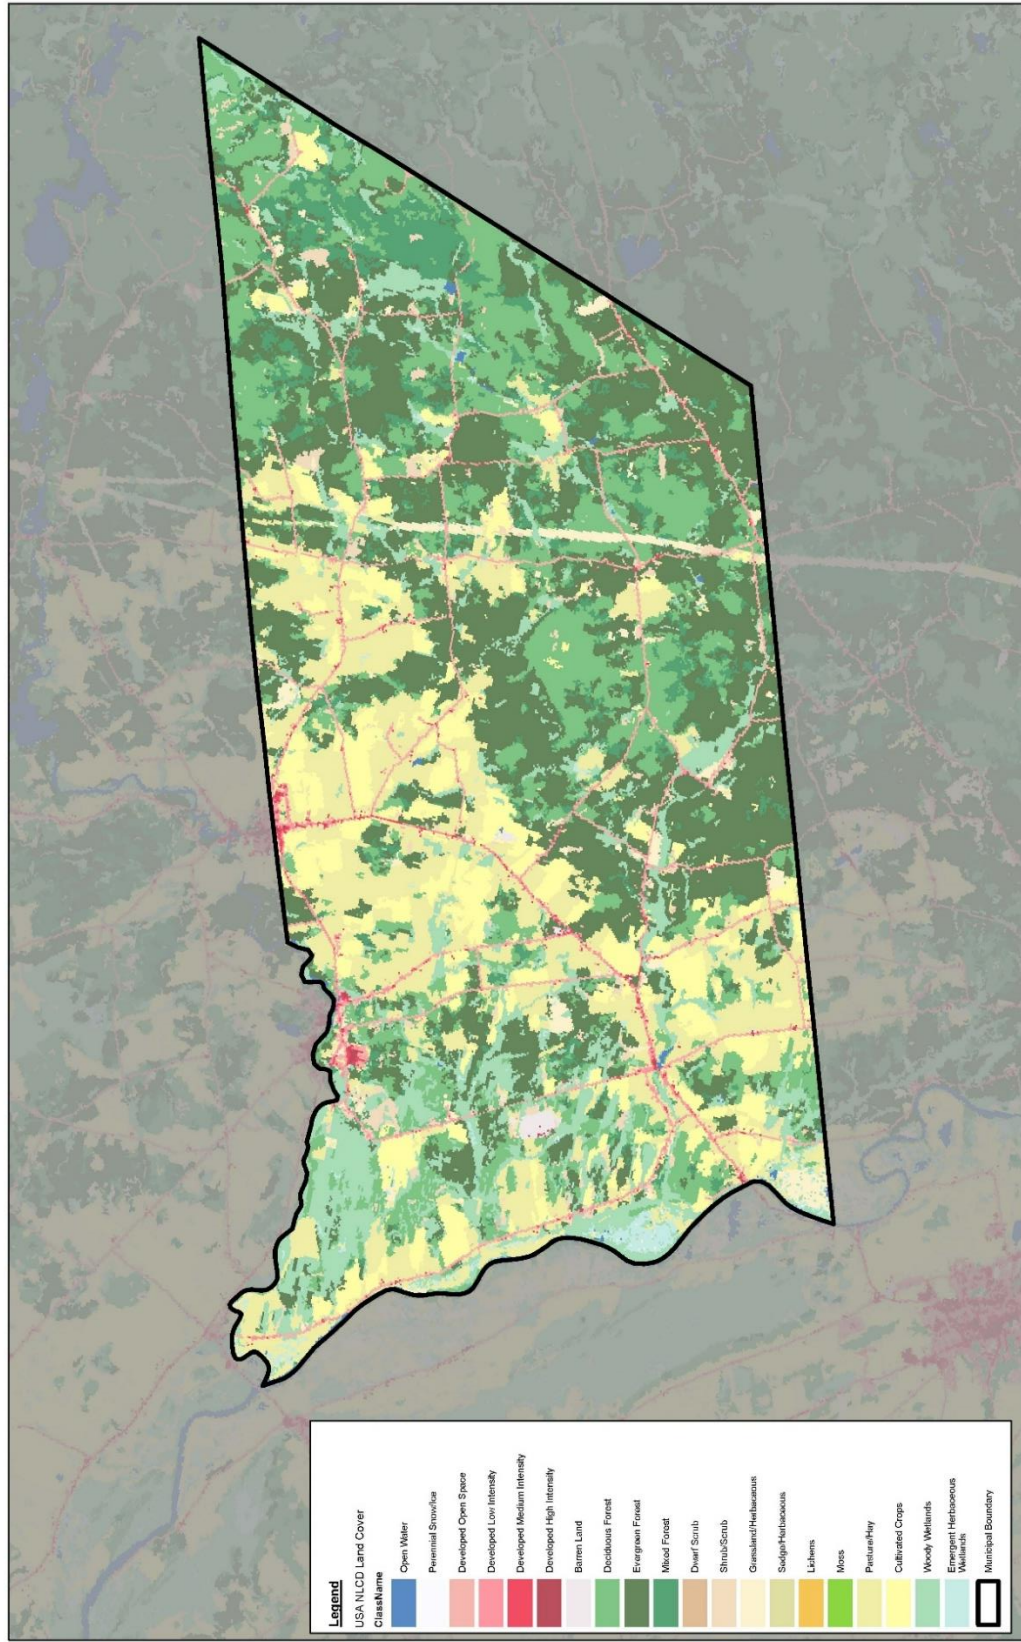 Legend
USA NLCD Land Cover
ClassName
Open Water
Perennial Snow/Ice
Developed Open Space
Developed Low Intensity
Developed Medium Intensity
Developed High Intensity
Barren Land
Deciduous Forest
Evergreen Forest
Mixed Forest
Dwarf Scrub
Shrub/Scrub
Grassland/Herbaceous
Sedge/Herbaceous
Lichens
Moss
Pasture/Hay
Cultivated Crops
Woody Wetlands
Emergent Herbaceous
Wetlands
Municipal Boundary